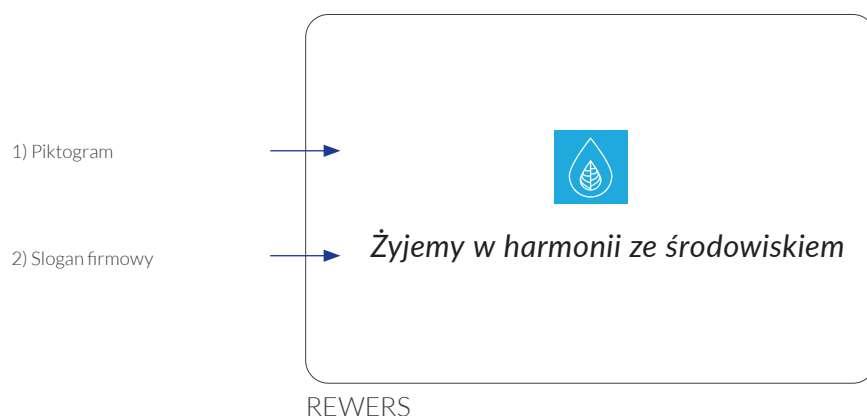 1) Piktogram
2) Slogan firmowy
Żyjemy w harmonii ze środowiskiem
REWERS